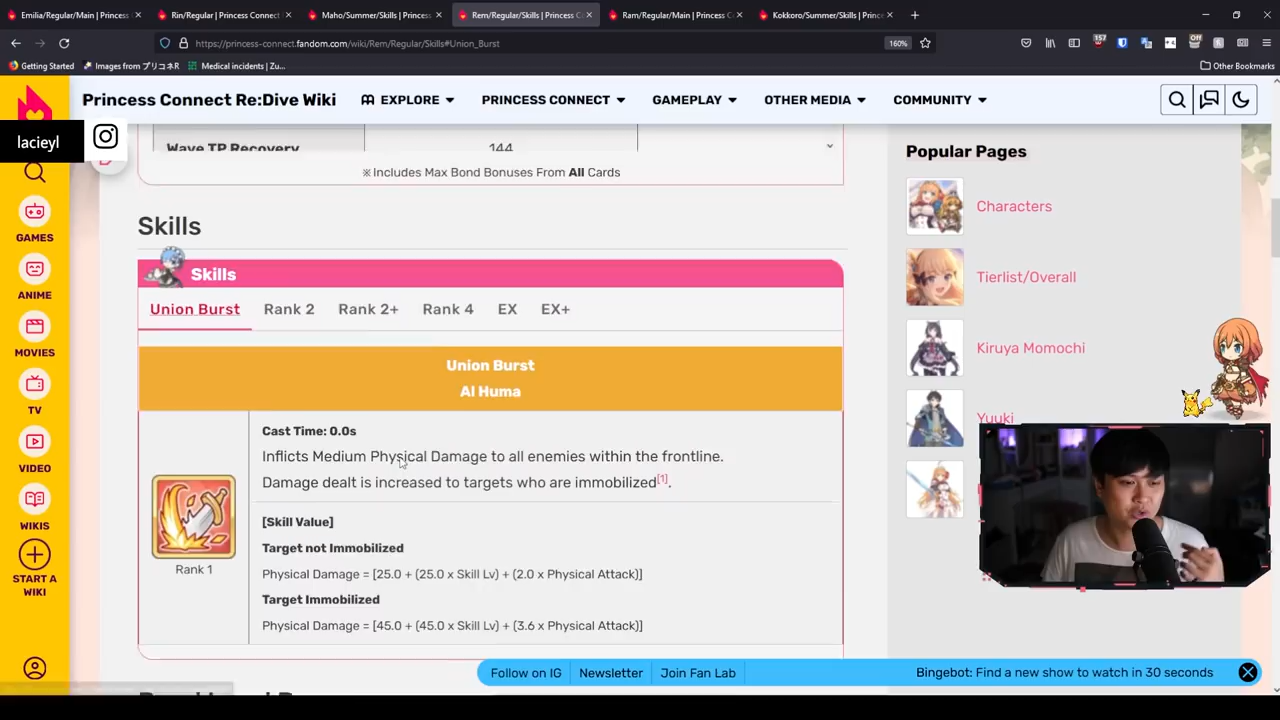 Emilia/Regular/Main | Princess C
Rin/Regular | Princess Connect
Maho/Summer/Skills | Princess C
Rem/Regular/Skills | Princess C
Ram/Regular/Main | Princess C
Kokkoro/Summer/Skills | Princess
https://princess-connect.fandom.com/wiki/Rem/Regular/Skills#Union_Burst
160%
157
Off
Getting Started
Images from プリコネR
Medical incidents | Zu...
Other Bookmarks
Princess Connect Re:Dive Wiki
EXPLORE
PRINCESS CONNECT
GAMEPLAY
OTHER MEDIA
COMMUNITY
lacieyl
GAMES
ANIME
MOVIES
TV
VIDEO
WIKIS
START A
WIKI
Wave TP Recovery 144
※Includes Max Bond Bonuses From All Cards
Skills
Skills
Union Burst
Rank 2
Rank 2+
Rank 4
EX
EX+
Union Burst
Al Huma
Cast Time: 0.0s
Inflicts Medium Physical Damage to all enemies within the frontline.
Damage dealt is increased to targets who are immobilized[1].
Rank 1
[Skill Value]
Target not Immobilized
Physical Damage = [25.0 + (25.0 x Skill Lv) + (2.0 x Physical Attack)]
Target Immobilized
Physical Damage = [45.0 + (45.0 x Skill Lv) + (3.6 x Physical Attack)]
Popular Pages
Characters
Tierlist/Overall
Kiruya Momochi
Yuuki
Follow on IG
Newsletter
Join Fan Lab
Bingebot: Find a new show to watch in 30 seconds